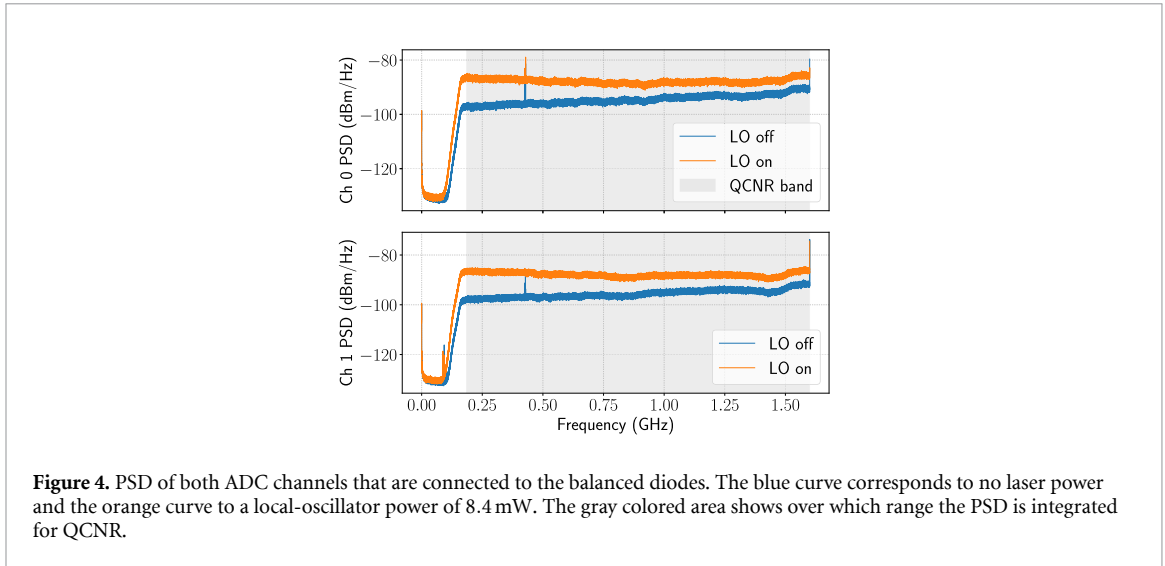 Ch 0 PSD (dBm/Hz)
−80
−100
−120
LO off
LO on
QCNR band
Ch 1 PSD (dBm/Hz)
−80
−100
−120
LO off
LO on
0.00 0.25 0.50 0.75 1.00 1.25 1.50
Frequency (GHz)
Figure 4. PSD of both ADC channels that are connected to the balanced diodes. The blue curve corresponds to no laser power
and the orange curve to a local-oscillator power of 8.4 mW. The gray colored area shows over which range the PSD is integrated
for QCNR.